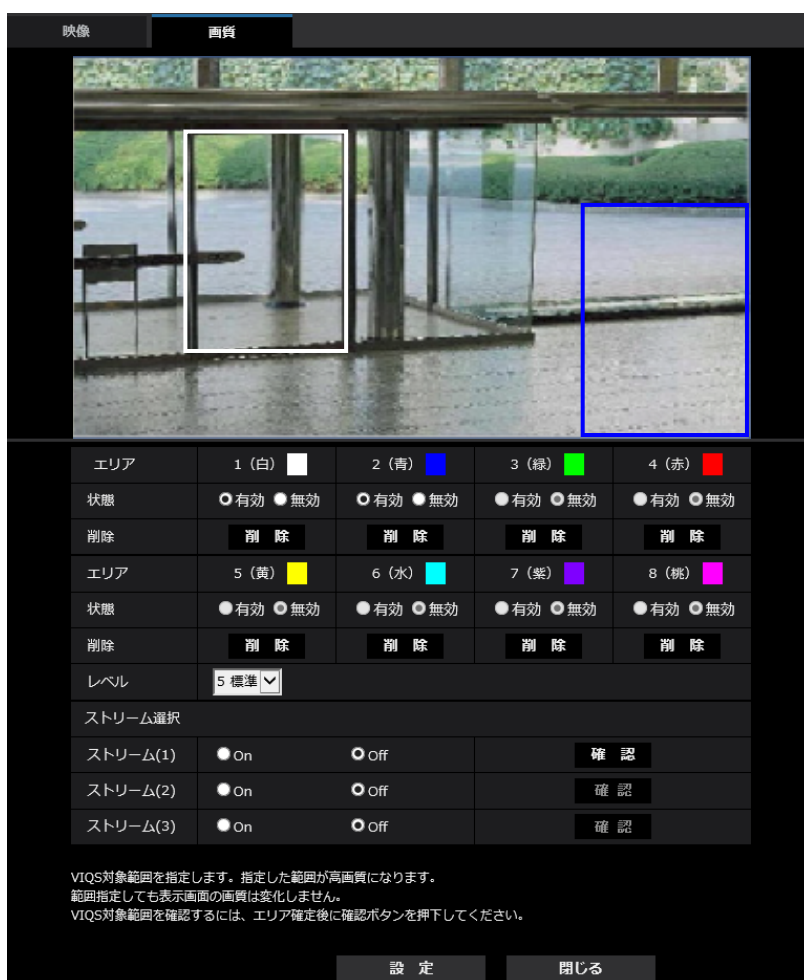 映像 画質
エリア 1（白） 2（青） 3（緑） 4（赤）
状態 有効 無効 有効 無効 有効 無効 有効 無効
削除 削 除 削 除 削 除 削 除
エリア 5（黄） 6（水） 7（紫） 8（桃）
状態 有効 無効 有効 無効 有効 無効 有効 無効
削除 削 除 削 除 削 除 削 除
レベル 5 標準
ストリーム選択
ストリーム(1) On Off 確 認
ストリーム(2) On Off 確 認
ストリーム(3) On Off 確 認
VIQS対象範囲を指定します。指定した範囲が高画質になります。
範囲指定しても表示画面の画質は変化しません。
VIQS対象範囲を確認するには、エリア確定後に確認ボタンを押下してください。
設 定 閉じる